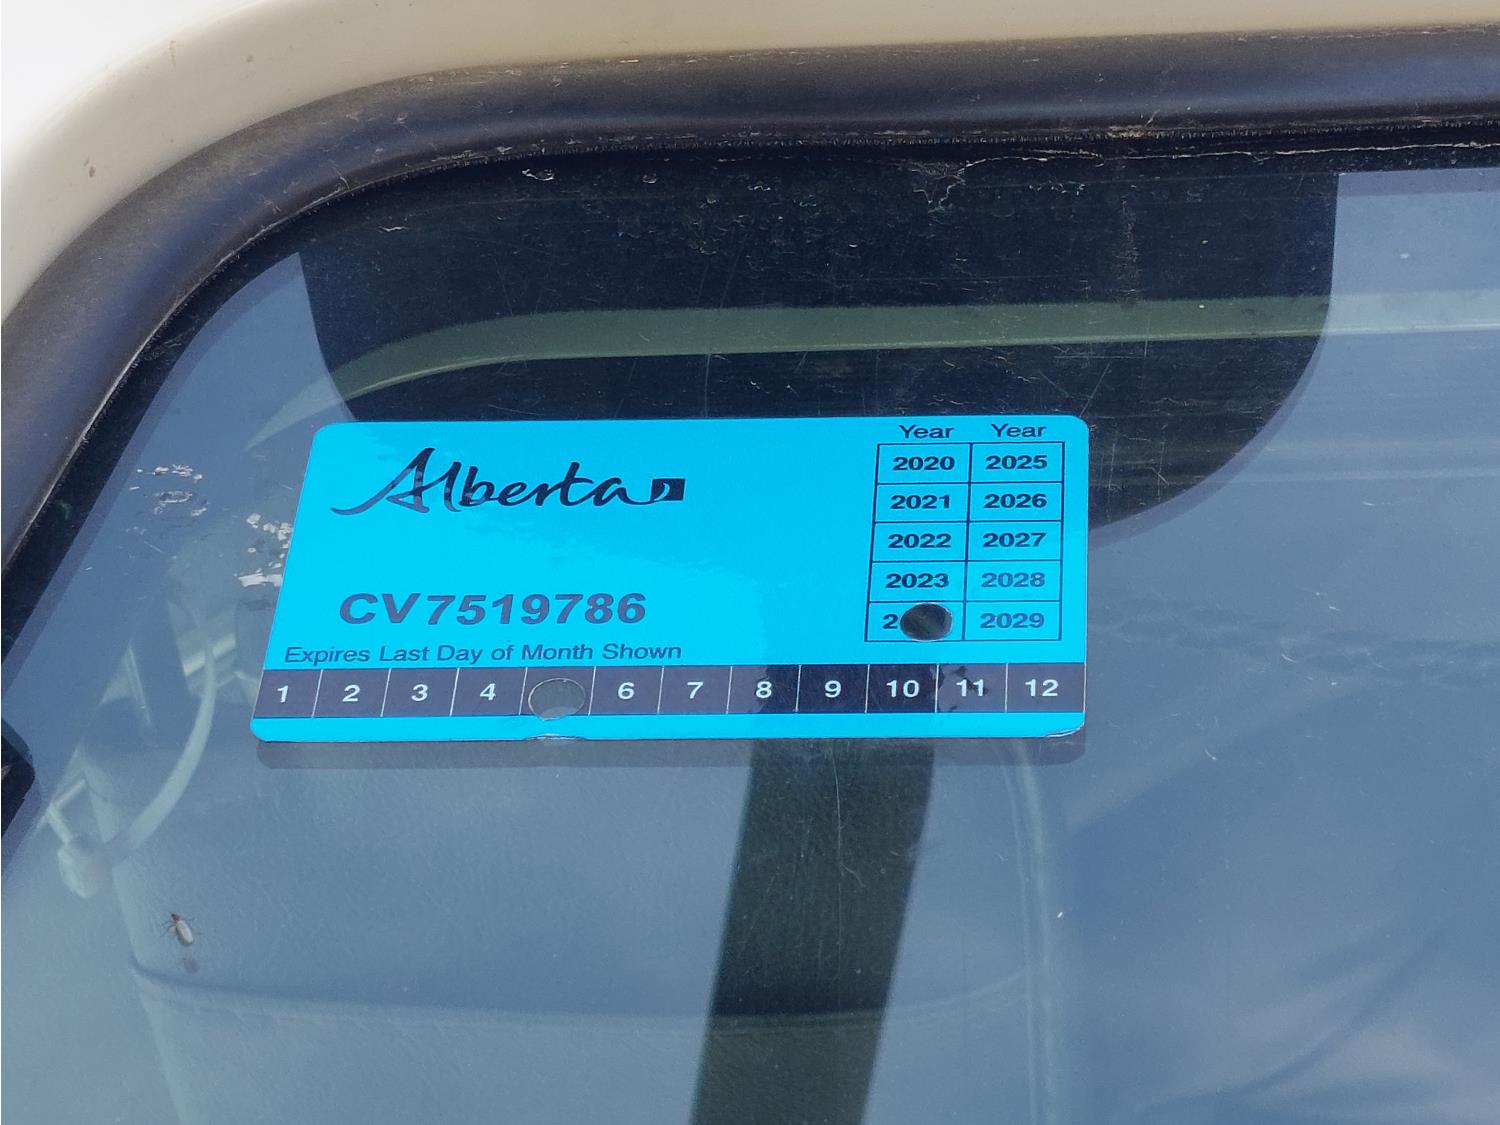 Alberta
Year Year
2020 2025
2021 2026
2022 2027
2023 2028
2 2029
CV7519786
Expires Last Day of Month Shown
1 2 3 4 6 7 8 9 10 11 12